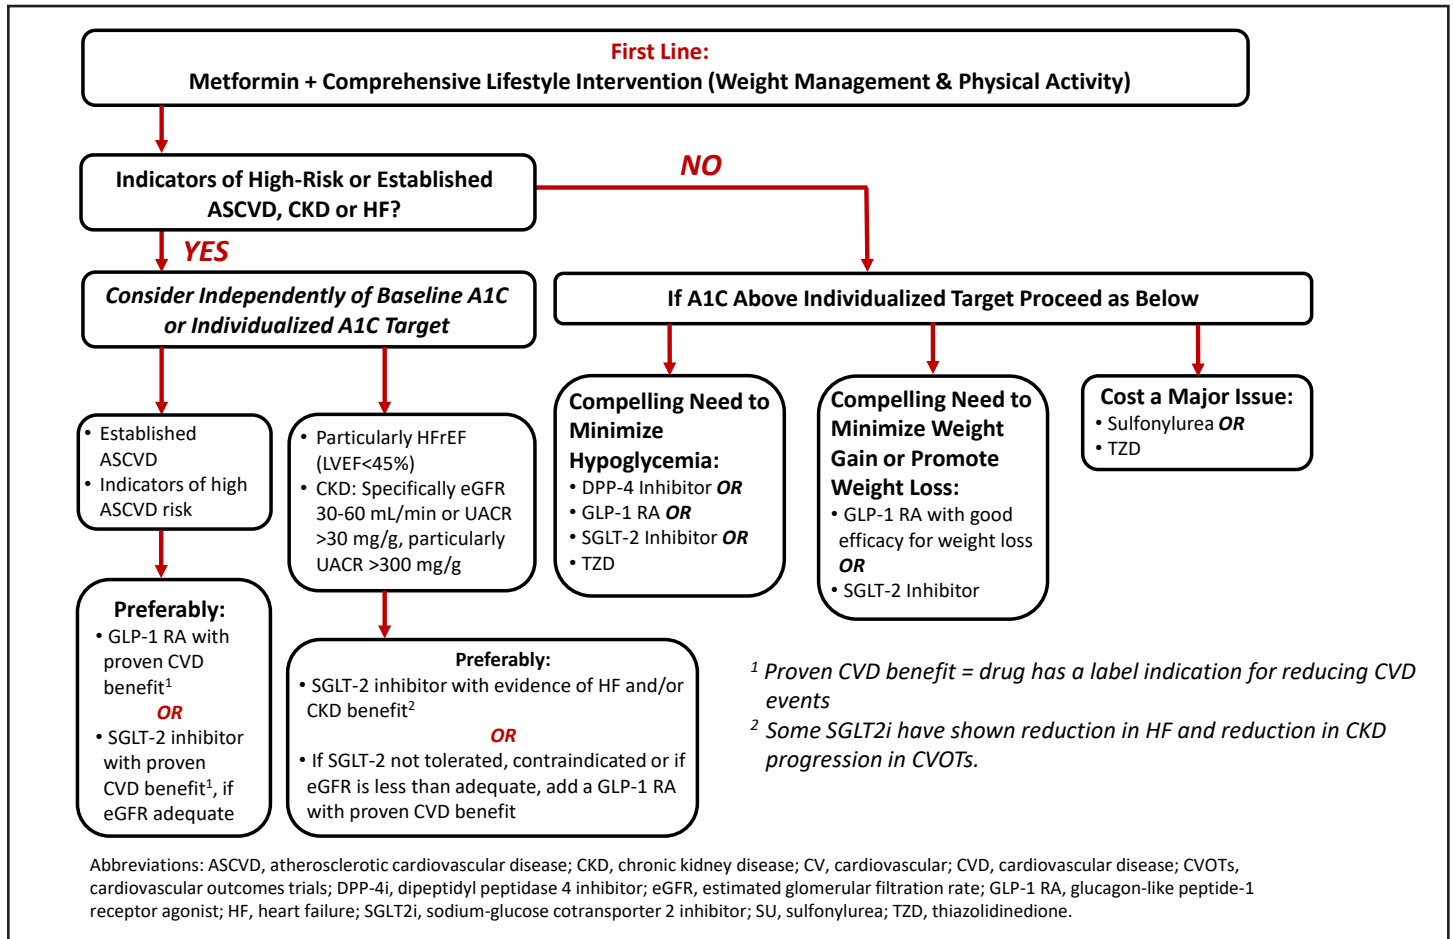 First Line:
Metformin + Comprehensive Lifestyle Intervention (Weight Management & Physical Activity)
Indicators of High-Risk or Established
ASCVD, CKD or HF?
NO
YES
Consider Independently of Baseline A1C
or Individualized A1C Target
If A1C Above Individualized Target Proceed as Below
• Established
ASCVD
• Indicators of high
ASCVD risk
• Particularly HFrEF
(LVEF<45%)
• CKD: Specifically eGFR
30-60 mL/min or UACR
>30 mg/g, particularly
UACR >300 mg/g
Compelling Need to
Minimize
Hypoglycemia:
• DPP-4 Inhibitor OR
• GLP-1 RA OR
• SGLT-2 Inhibitor OR
• TZD
Compelling Need to
Minimize Weight
Gain or Promote
Weight Loss:
• GLP-1 RA with good
efficacy for weight loss
OR
• SGLT-2 Inhibitor
Cost a Major Issue:
• Sulfonylurea OR
• TZD
Preferably:
• GLP-1 RA with
proven CVD
benefit¹
OR
• SGLT-2 inhibitor
with proven
CVD benefit¹, if
eGFR adequate
Preferably:
• SGLT-2 inhibitor with evidence of HF and/or
CKD benefit²
OR
• If SGLT-2 not tolerated, contraindicated or if
eGFR is less than adequate, add a GLP-1 RA
with proven CVD benefit
¹ Proven CVD benefit = drug has a label indication for reducing CVD
events
² Some SGLT2i have shown reduction in HF and reduction in CKD
progression in CVOTs.
Abbreviations: ASCVD, atherosclerotic cardiovascular disease; CKD, chronic kidney disease; CV, cardiovascular; CVD, cardiovascular disease; CVOTs,
cardiovascular outcomes trials; DPP-4i, dipeptidyl peptidase 4 inhibitor; eGFR, estimated glomerular filtration rate; GLP-1 RA, glucagon-like peptide-1
receptor agonist; HF, heart failure; SGLT2i, sodium-glucose cotransporter 2 inhibitor; SU, sulfonylurea; TZD, thiazolidinedione.